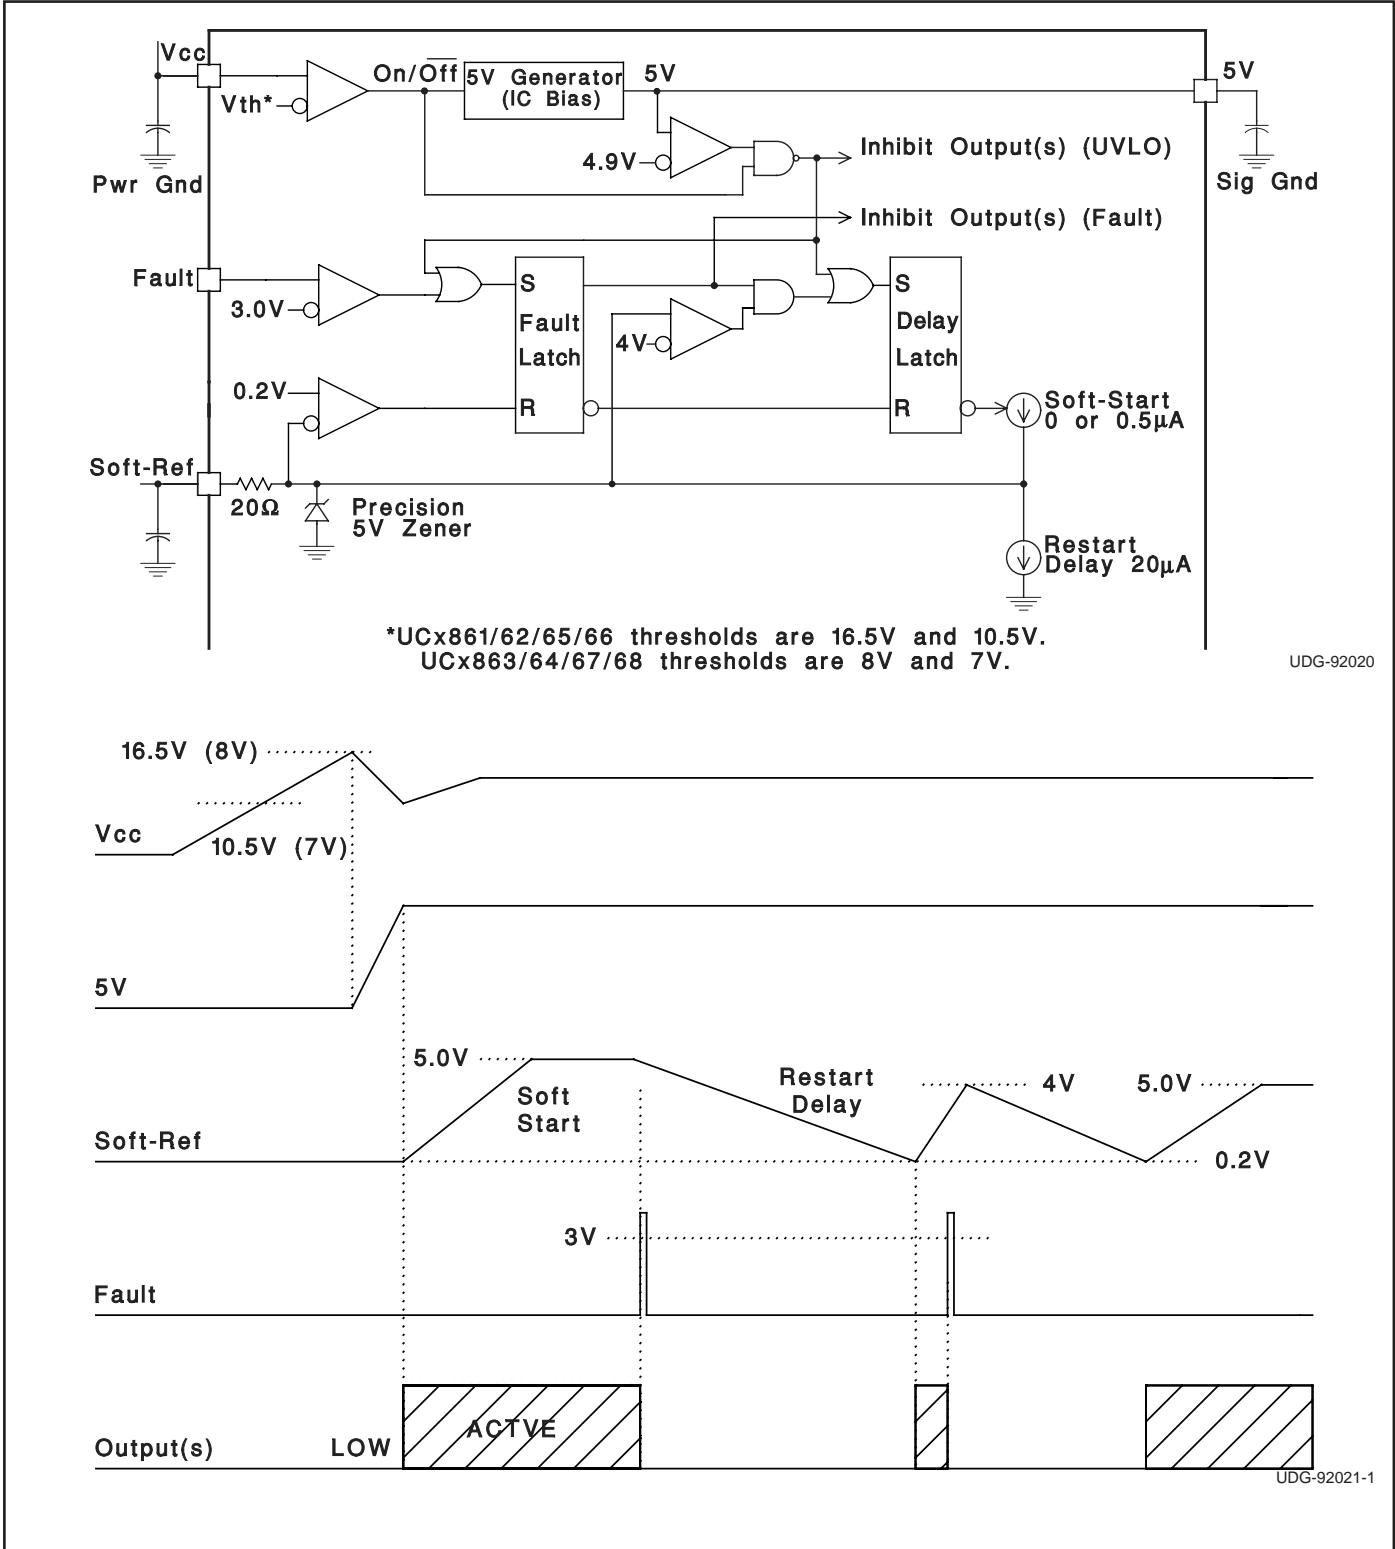 Vcc
On/Off
5V Generator
(IC Bias)
5V
5V
Vth*
4.9V
Inhibit Output(s) (UVLO)
Pwr Gnd
Sig Gnd
Inhibit Output(s) (Fault)
Fault
3.0V
S
Fault
Latch
R
4V
S
Delay
Latch
R
0.2V
Soft-Start
0 or 0.5μA
Soft-Ref
20Ω
Precision
5V Zener
Restart
Delay 20μA
*UCx861/62/65/66 thresholds are 16.5V and 10.5V.
UCx863/64/67/68 thresholds are 8V and 7V.
UDG-92020
16.5V (8V)
Vcc
10.5V (7V)
5V
5.0V
Soft
Start
Restart
Delay
4V
5.0V
Soft-Ref
0.2V
3V
Fault
ACTVE
Output(s)
LOW
UDG-92021-1